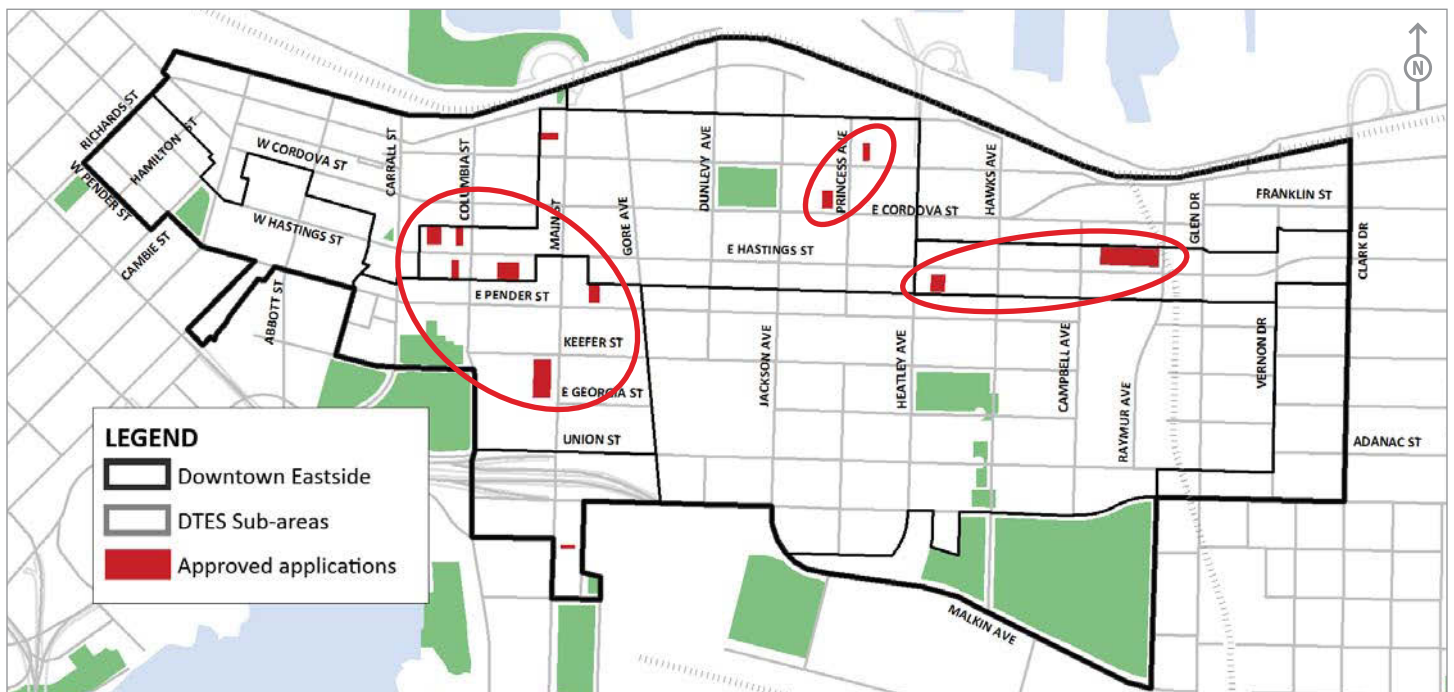 N
RICHARDS ST
HAMILTON ST
W PENDER ST
CAMBIE ST
W CORDOVA ST
W HASTINGS ST
ABBOTT ST
CARRALL ST
COLUMBIA ST
MAIN ST
GORE AVE
DUNLEVY AVE
PRINCESS AVE
E CORDOVA ST
HAWKS AVE
GLEN DR
FRANKLIN ST
CLARK DR
E HASTINGS ST
E PENDER ST
KEEFER ST
E GEORGIA ST
UNION ST
JACKSON AVE
HEATLEY AVE
CAMPBELL AVE
RAYMUR AVE
VERNON DR
ADANAC ST
MALKIN AVE
LEGEND
Downtown Eastside
DTES Sub-areas
Approved applications